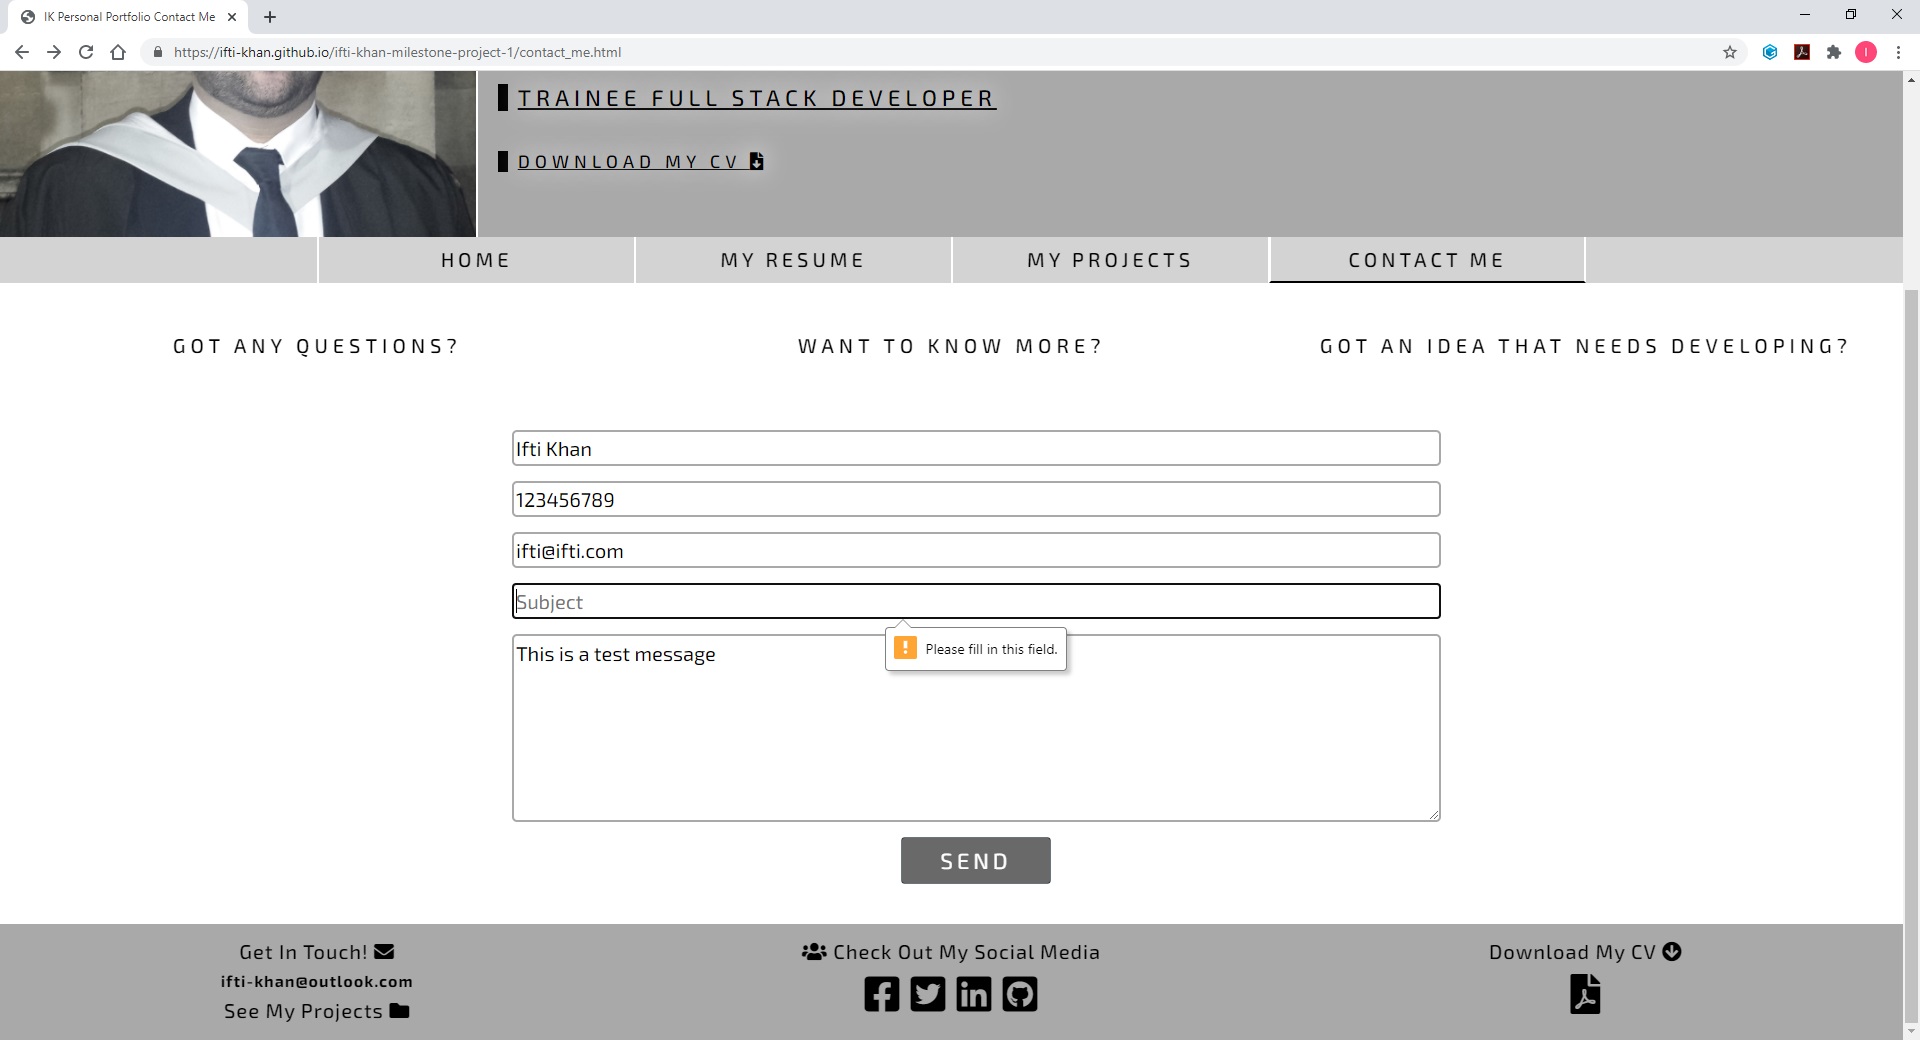 IK Personal Portfolio Contact Me
https://ifti-khan.github.io/ifti-khan-milestone-project-1/contact_me.html
I
TRAINEE FULL STACK DEVELOPER
DOWNLOAD MY CV
HOME
MY RESUME
MY PROJECTS
CONTACT ME
GOT ANY QUESTIONS?
WANT TO KNOW MORE?
GOT AN IDEA THAT NEEDS DEVELOPING?
Ifti Khan
123456789
ifti@ifti.com
Subject
Please fill in this field.
This is a test message
SEND
Get In Touch!
ifti-khan@outlook.com
See My Projects
Check Out My Social Media
Download My CV